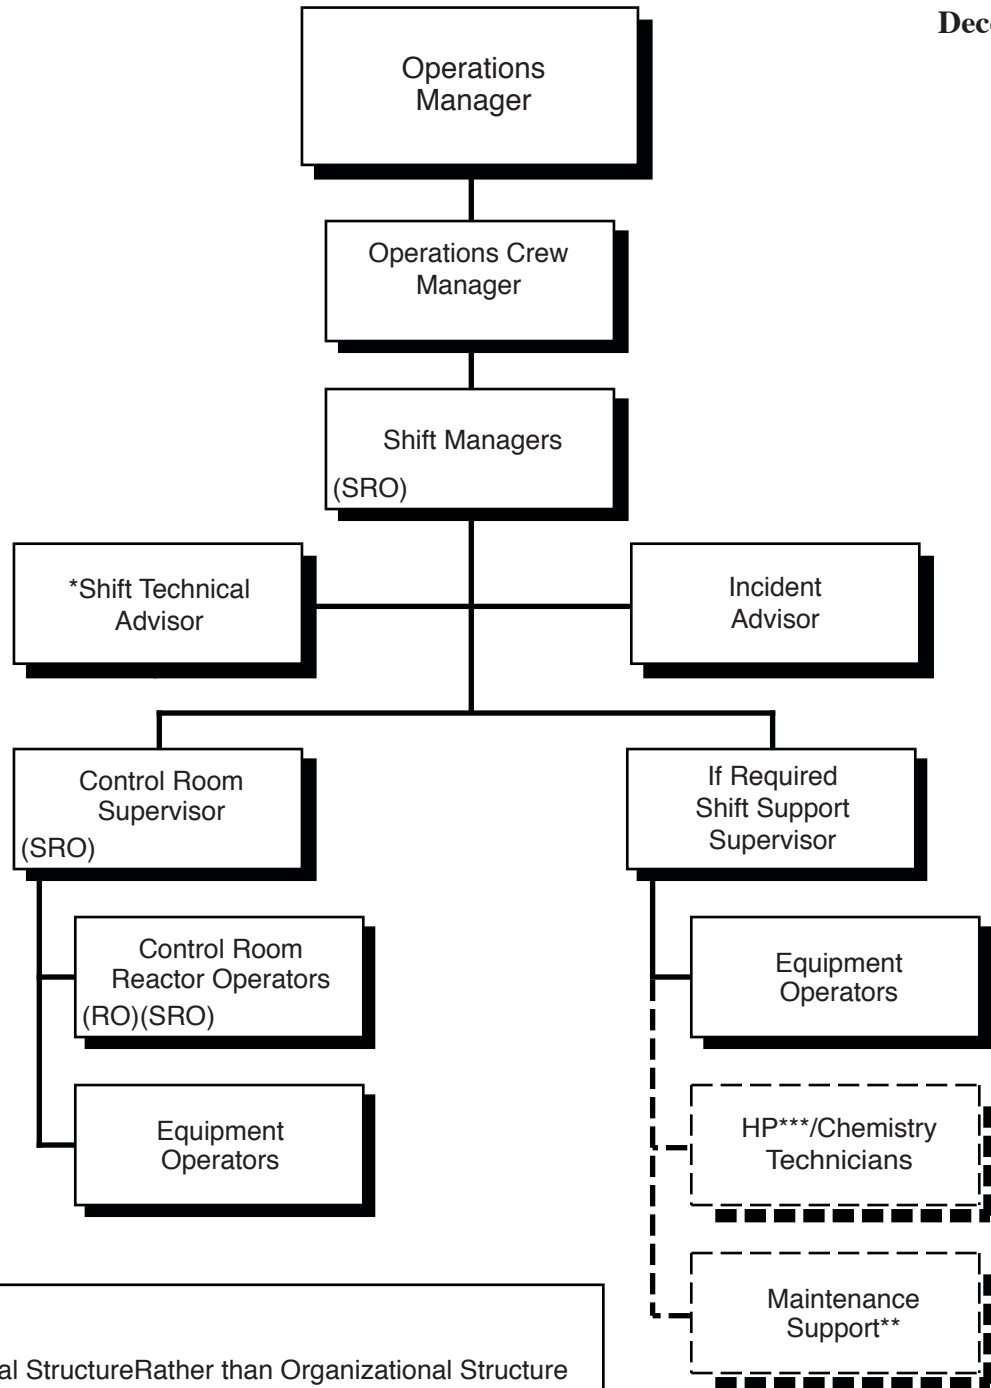 Operations
Manager
Operations Crew
Manager
Shift Managers
(SRO)
*Shift Technical
Advisor
Incident
Advisor
Control Room
Supervisor
(SRO)
If Required
Shift Support
Supervisor
Control Room
Reactor Operators
(RO)(SRO)
Equipment
Operators
Equipment
Operators
HP***/Chemistry
Technicians
Maintenance
Support**
StructureRather than Organizational Structure